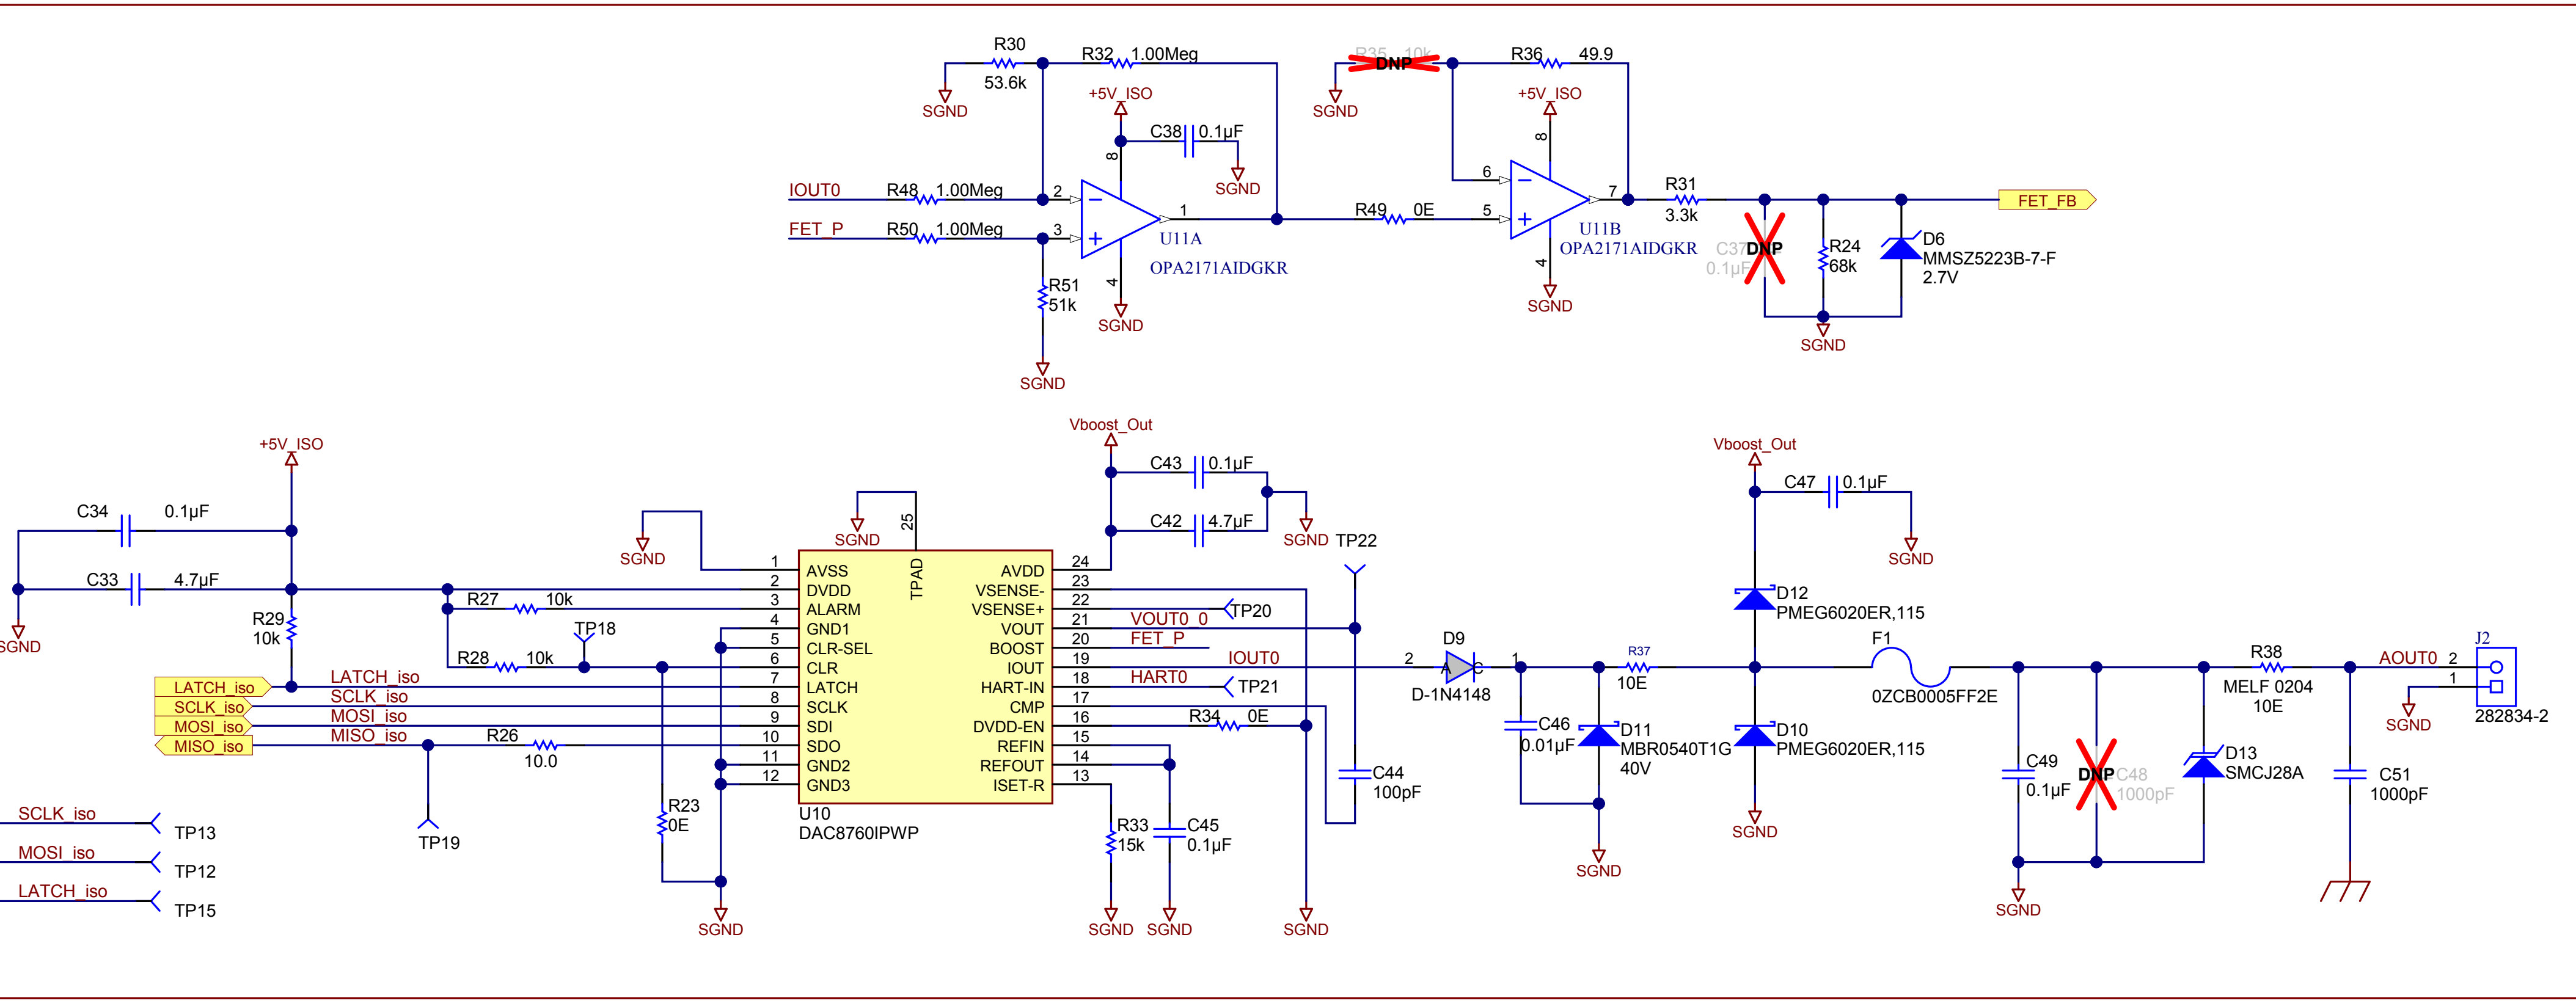 R30
53.6k
SGND
R32 1.00Meg
+5V_ISO
C38 0.1µF
SGND
8
IOUT0 R48 1.00Meg 2
FET_P R50 1.00Meg 3
1
4
U11A
OPA2171AIDGKR
SGND
R51
51k
SGND
R35 10k
DNP
SGND
R36 49.9
+5V_ISO
8
6
R49 0E 5
7
4
U11B
OPA2171AIDGKR
SGND
R31
3.3k
C37
0.1µF
DNP
R24
68k
D6
MMSZ5223B-7-F
2.7V
SGND
FET_FB
+5V_ISO
C34 0.1µF
C33 4.7µF
SGND
R29
10k
R27 10k
R28 10k
TP18
SGND
SGND
25
TPAD
LATCH_iso LATCH_iso
SCLK_iso SCLK_iso
MOSI_iso MOSI_iso
MISO_iso MISO_iso
R26
10.0
TP19
SCLK_iso TP13
MOSI_iso TP12
LATCH_iso TP15
R23
0E
SGND
1 AVSS
2 DVDD
3 ALARM
4 GND1
5 CLR-SEL
6 CLR
7 LATCH
8 SCLK
9 SDI
10 SDO
11 GND2
12 GND3
AVDD 24
VSENSE- 23
VSENSE+ 22
VOUT 21
BOOST 20
IOUT 19
HART-IN 18
CMP 17
DVDD-EN 16
REFIN 15
REFOUT 14
ISET-R 13
U10
DAC8760IPWP
Vboost_Out
C43 0.1µF
C42 4.7µF
SGND
TP22
TP20
VOUT0_0
FET_P
IOUT0
HART0 TP21
R34 0E
R33
15k
C45
0.1µF
SGND
SGND
SGND
C44
100pF
D9
2 A C 1
D-1N4148
C46
0.01µF
D11
MBR0540T1G
40V
SGND
R37
10E
Vboost_Out
C47 0.1µF
SGND
D12
PMEG6020ER,115
D10
PMEG6020ER,115
SGND
F1
0ZCB0005FF2E
C49
0.1µF
DNP
C48
1000pF
D13
SMCJ28A
SGND
R38
MELF 0204
10E
C51
1000pF
AOUT0 2
1
SGND
J2
282834-2